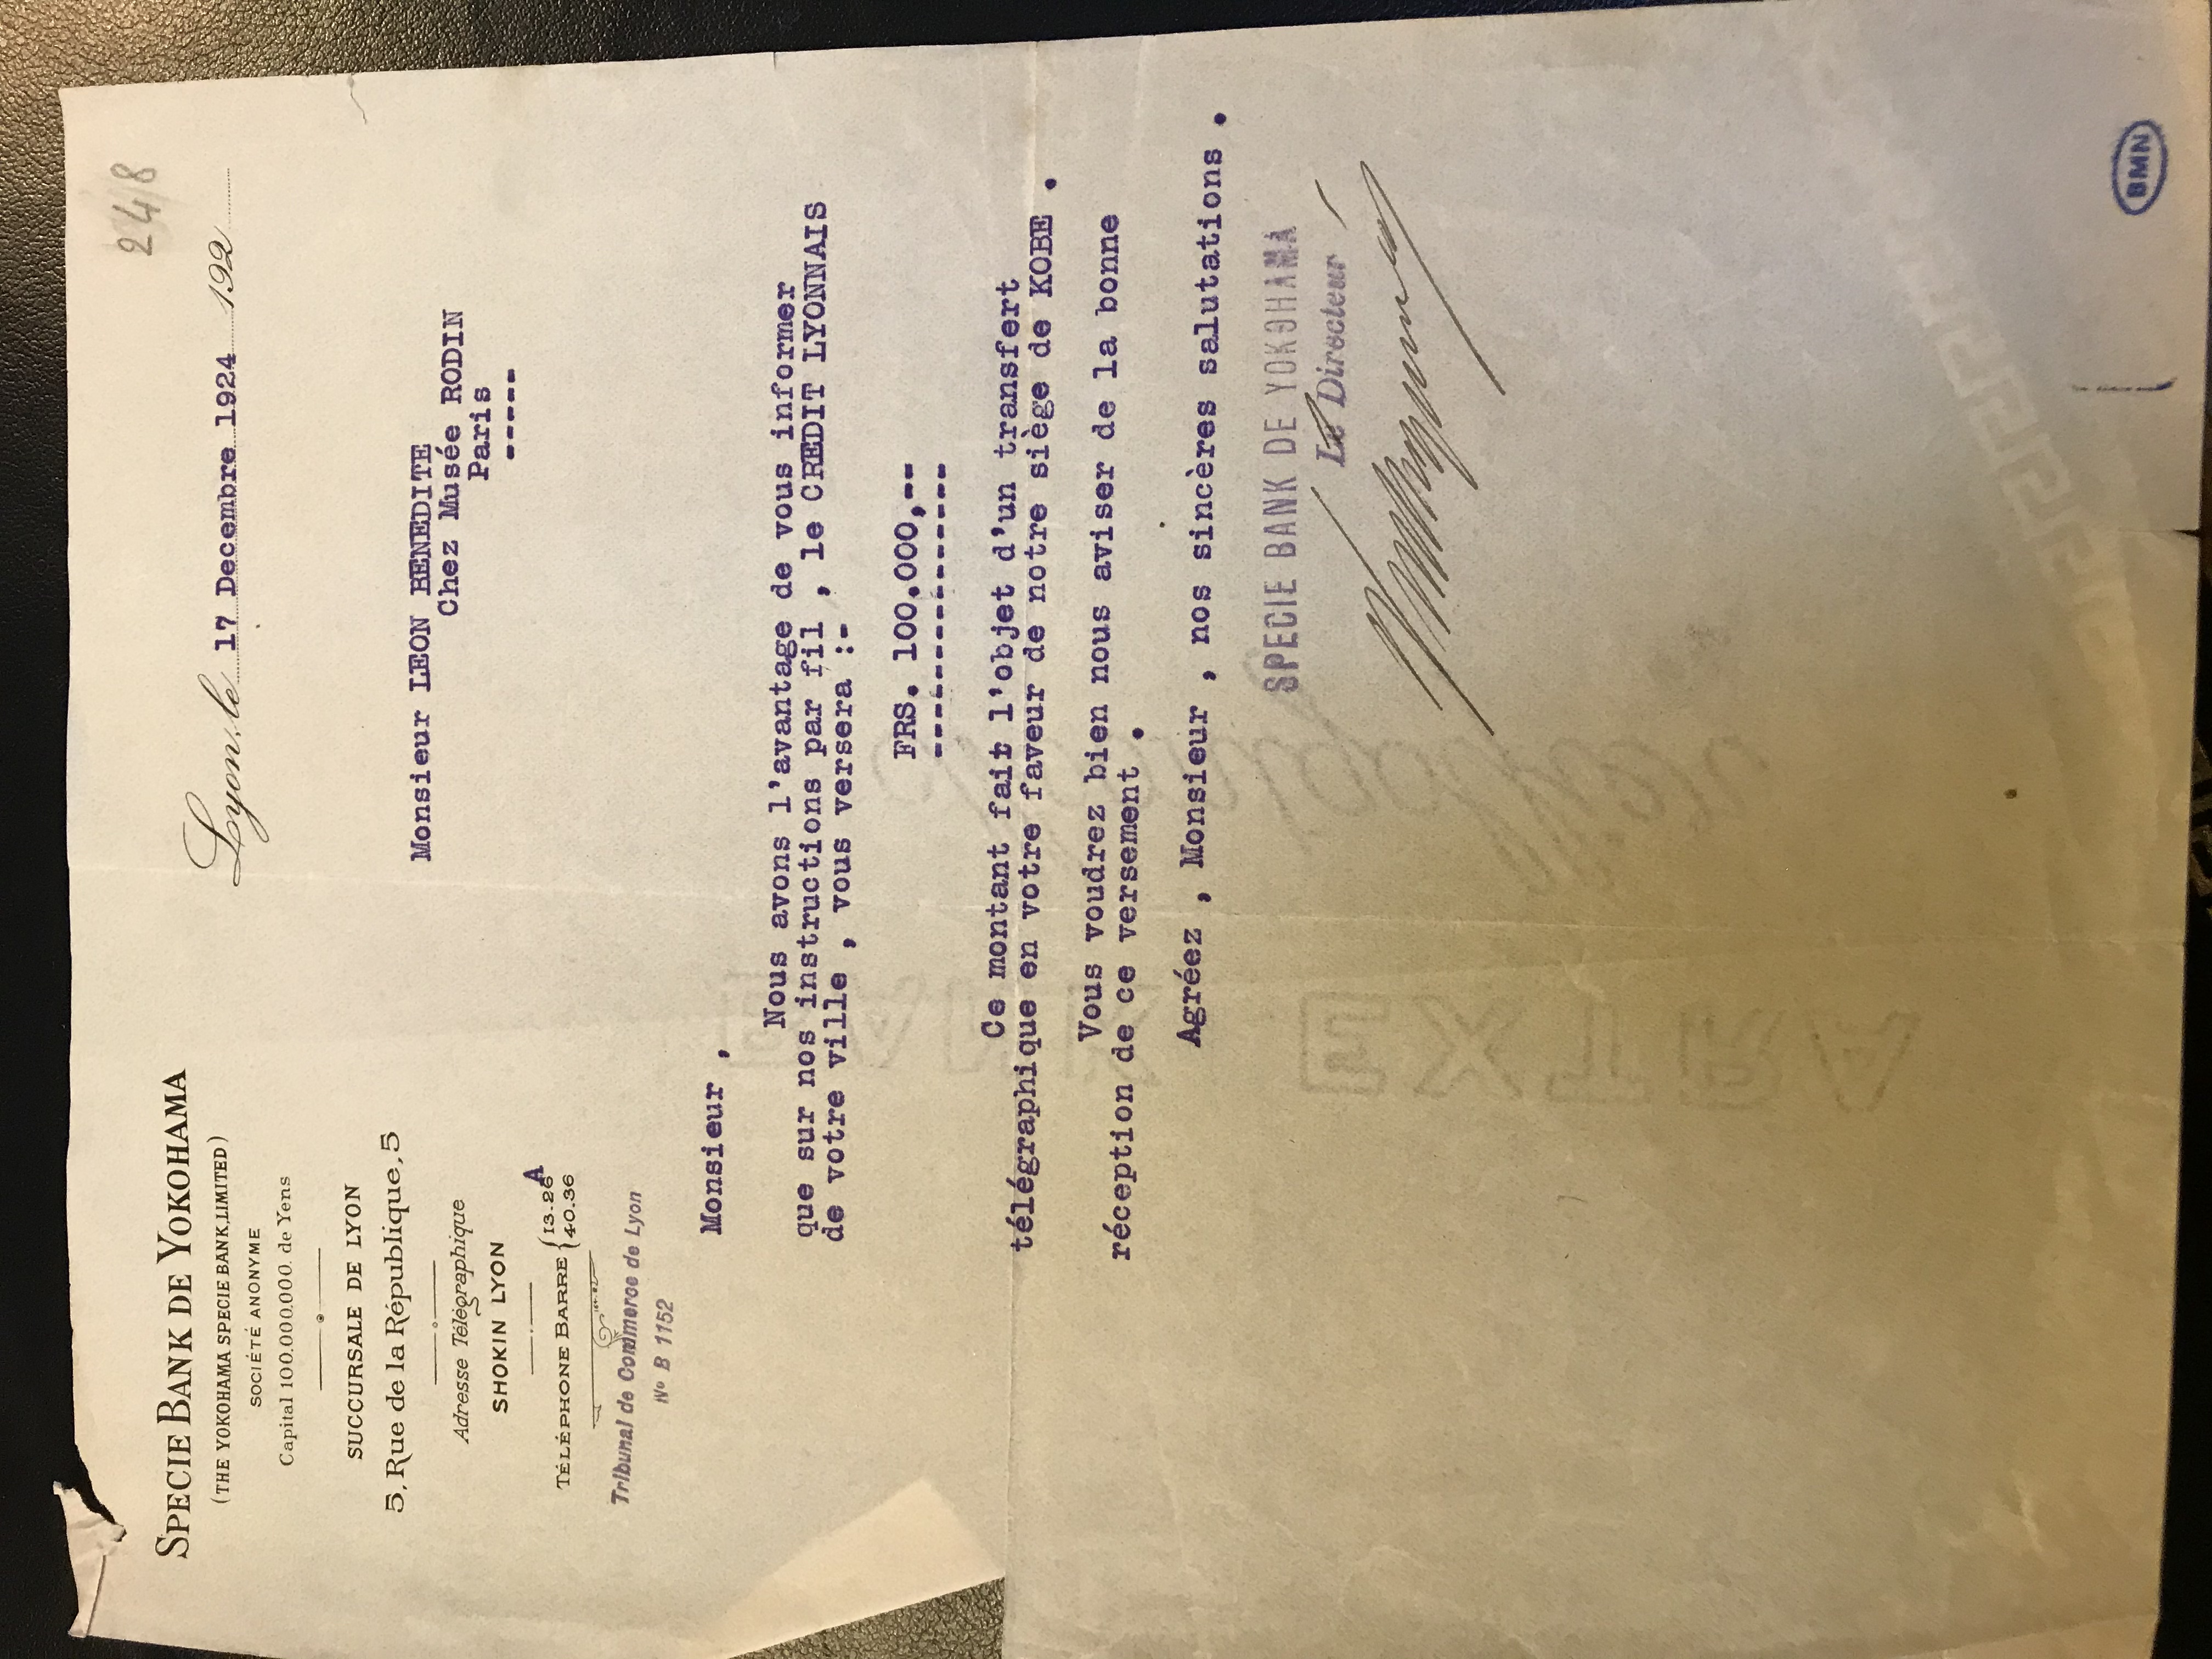 24/8
SPECIE BANK DE YOKOHAMA
(THE YOKOHAMA SPECIE BANK, LIMITED)
SOCIÉTÉ ANONYME
Capital 100.000.000. de Yens
SUCCURSALE DE LYON
5, Rue de la République, 5
Adresse Télégraphique
SHOKIN LYON
TÉLÉPHONE BARRE { 13.26 A
40.36
Tribunal de Commerce de Lyon
No B 1152
Lyon, le 17 Decembre 1924 192
Monsieur LEON BENEDITE
Chez Musée RODIN
Paris
-----
Monsieur ,
Nous avons l'avantage de vous informer
que sur nos instructions par fil , le CREDIT LYONNAIS
de votre ville , vous versera :-
FRS. 100.000,--
---------------
Ce montant fait l'objet d'un transfert
télégraphique en votre faveur de notre siège de KOBE .
Vous voudrez bien nous aviser de la bonne
réception de ce versement .
Agréez , Monsieur , nos sincères salutations .
SPECIE BANK DE YOKOHAMA
Le Directeur
BANK
EXTRA
BMN